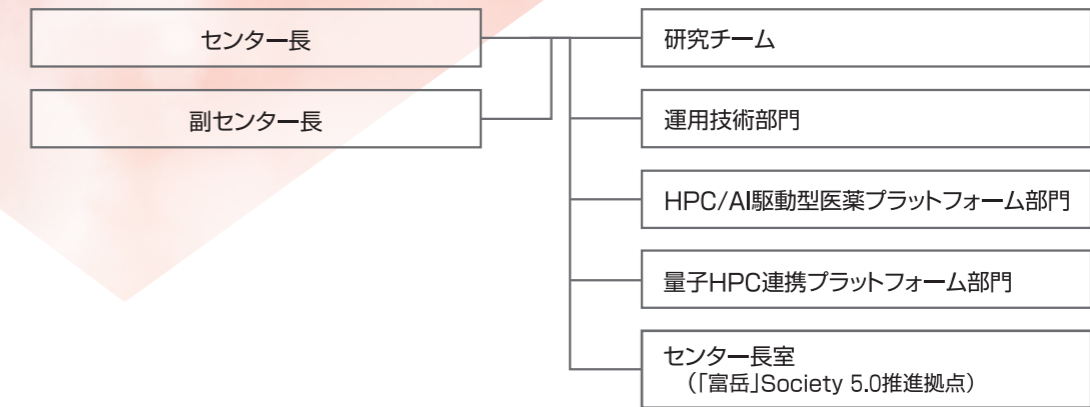 センター長
副センター長
研究チーム
運用技術部門
HPC/AI駆動型医薬プラットフォーム部門
量子HPC連携プラットフォーム部門
センター長室
（「富岳」Society 5.0推進拠点）